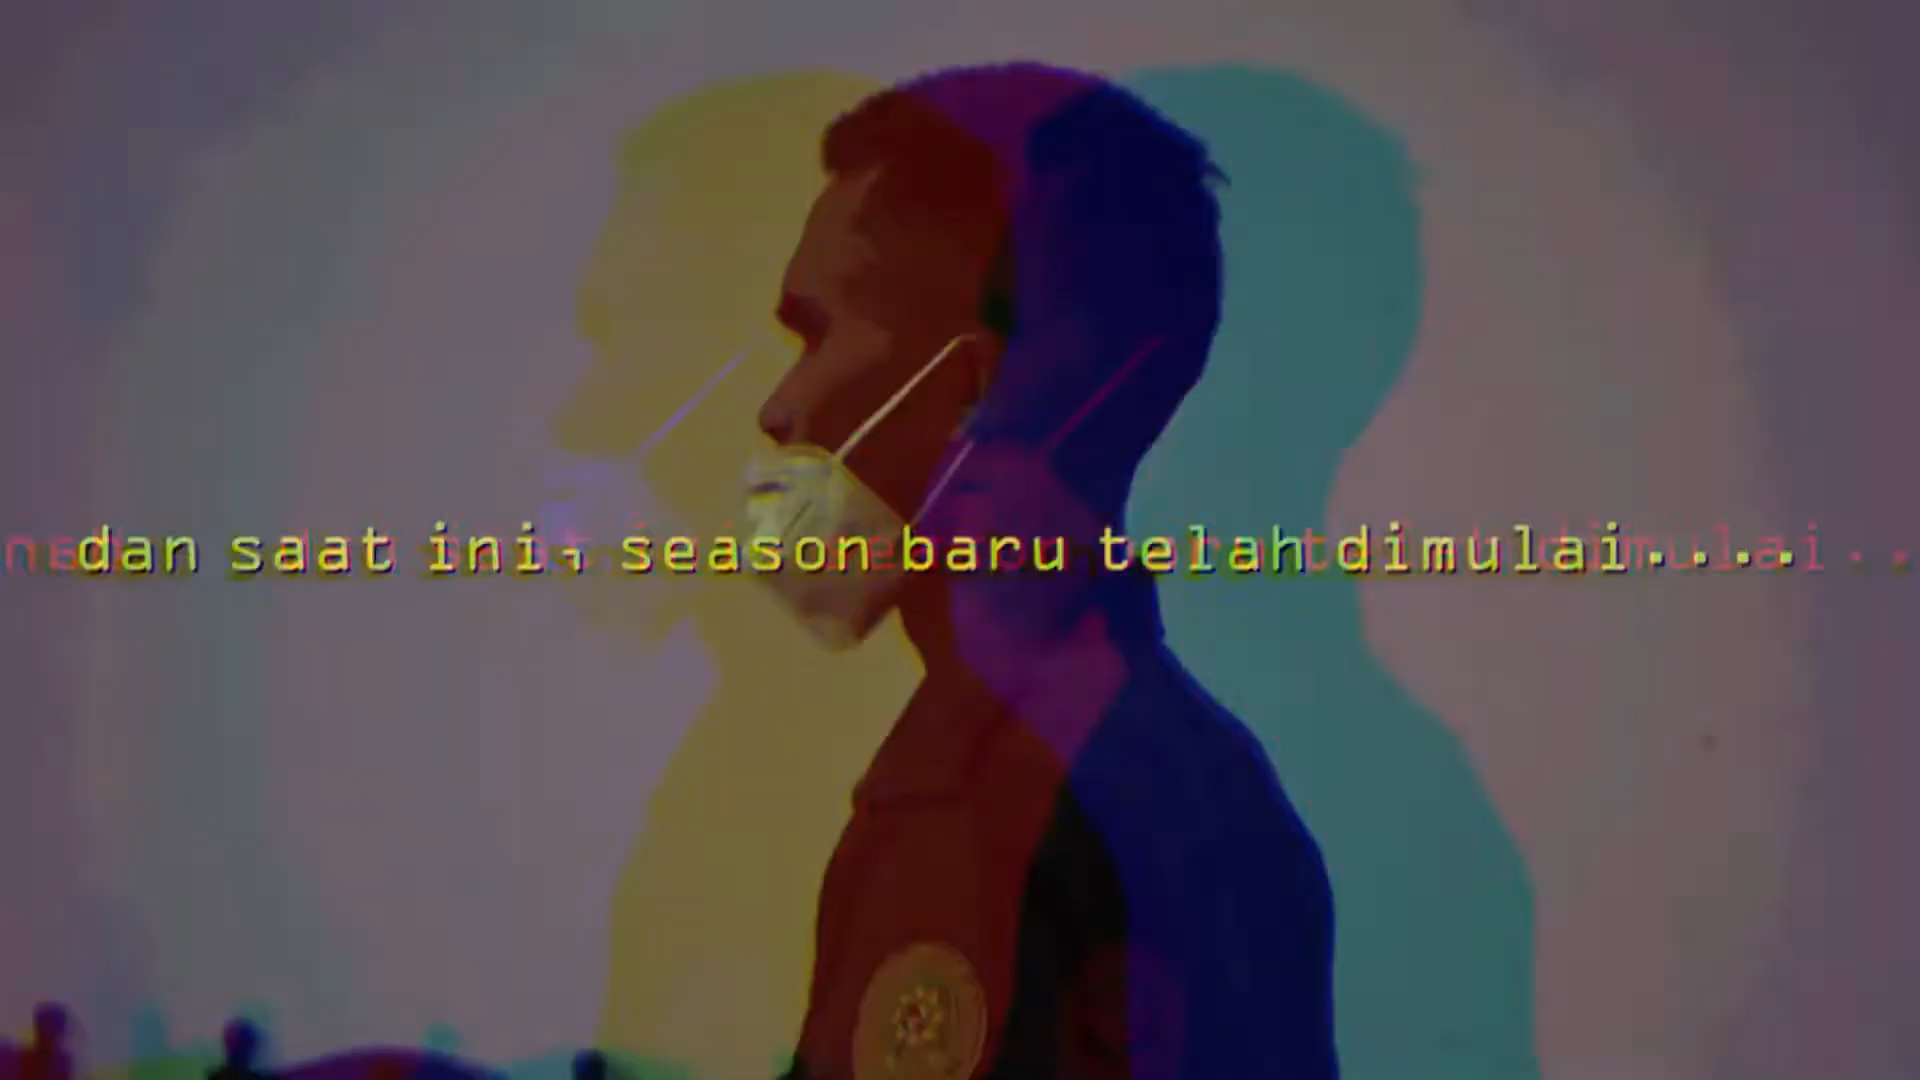 dan saat ini, season baru telah dimulai....